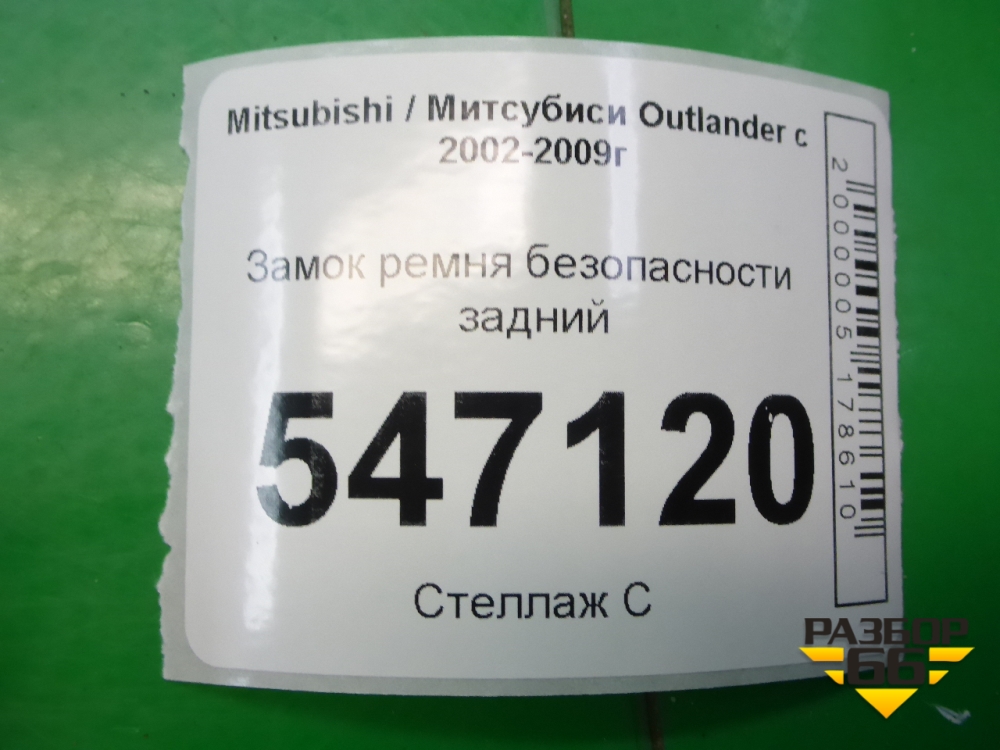 Mitsubishi / Митсубиси Outlander с
2002-2009г
Замок ремня безопасности
задний
547120
Стеллаж С
2000005178610
РАЗБОР
66